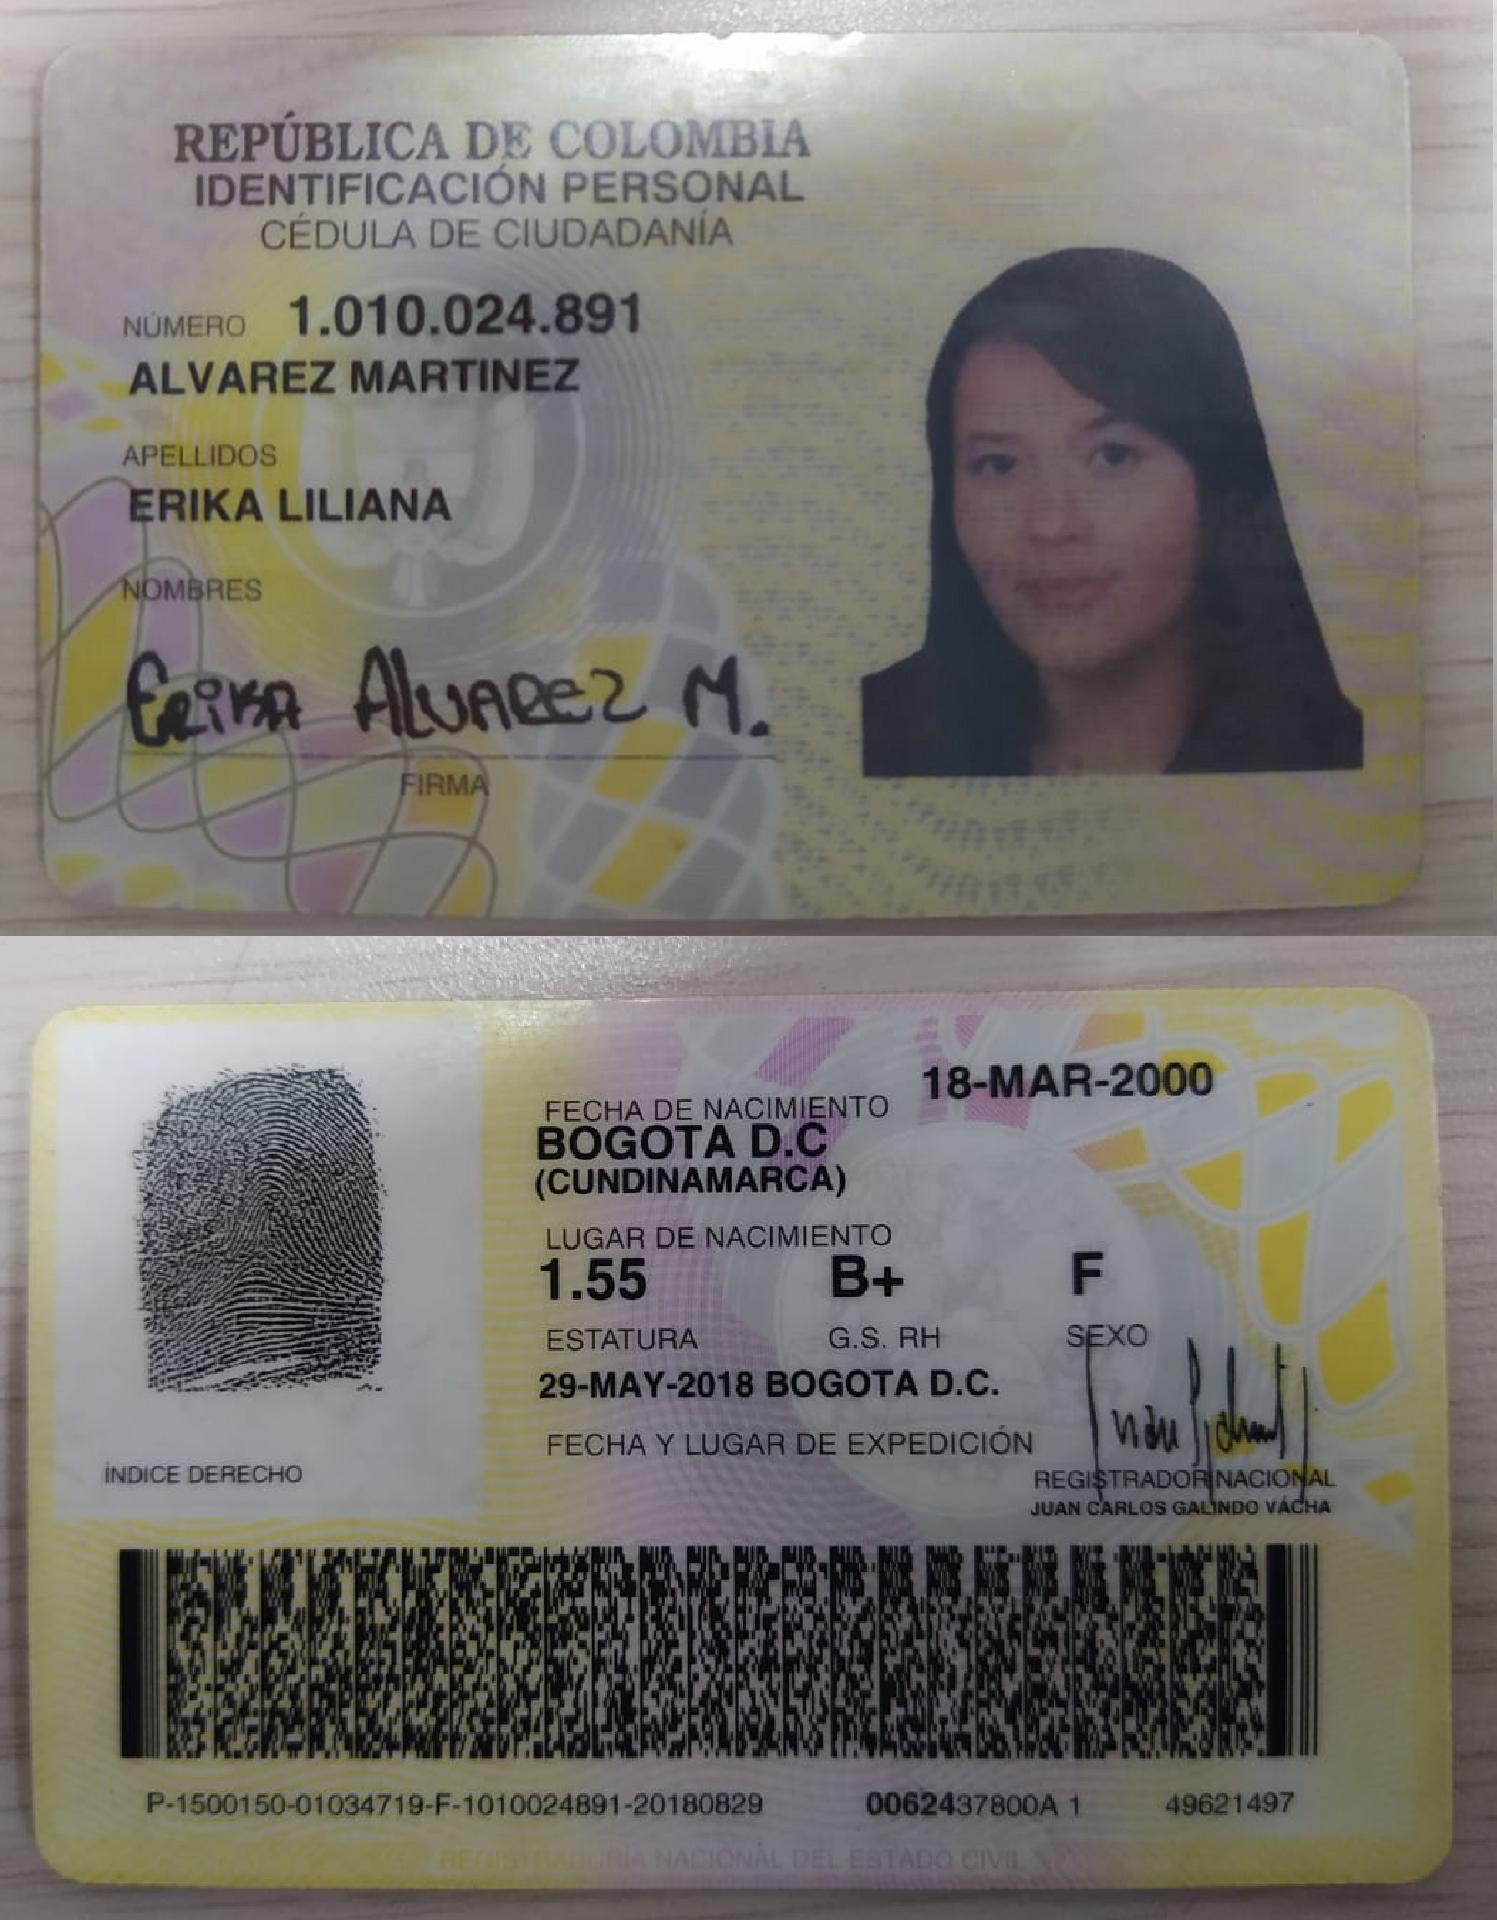 REPÚBLICA DE COLOMBIA
IDENTIFICACIÓN PERSONAL
CÉDULA DE CIUDADANÍA
NÚMERO 1.010.024.891
ALVAREZ MARTINEZ
APELLIDOS
ERIKA LILIANA
NOMBRES
Erika Alvarez M.
FIRMA
FECHA DE NACIMIENTO 18-MAR-2000
BOGOTA D.C
(CUNDINAMARCA)
LUGAR DE NACIMIENTO
1.55 B+ F
ESTATURA G.S. RH SEXO
29-MAY-2018 BOGOTA D.C.
FECHA Y LUGAR DE EXPEDICIÓN
ÍNDICE DERECHO
REGISTRADOR NACIONAL
JUAN CARLOS GALINDO VÁCHA
P-1500150-01034719-F-1010024891-20180829 0062437800A 1 49621497
REGISTRADURIA NACIONAL DEL ESTADO CIVIL